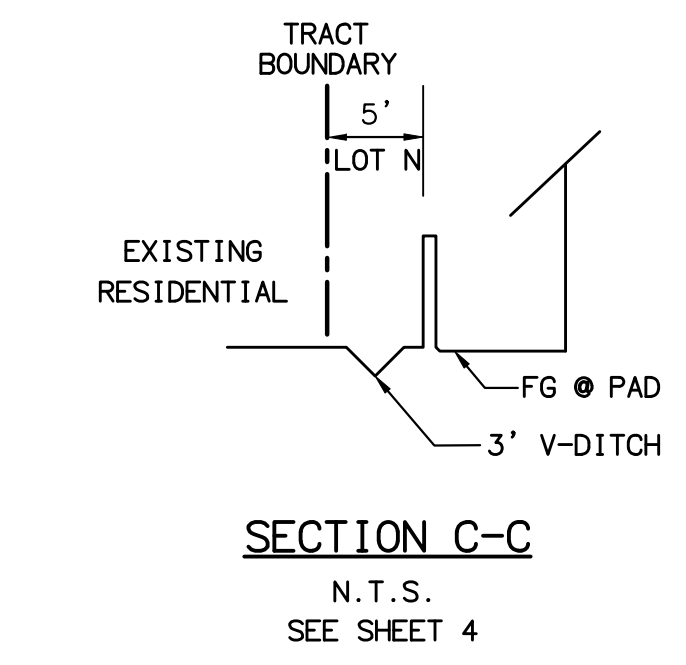 TRACT
BOUNDARY
5'
LOT N
EXISTING
RESIDENTIAL
FG @ PAD
3' V-DITCH
SECTION C-C
N.T.S.
SEE SHEET 4